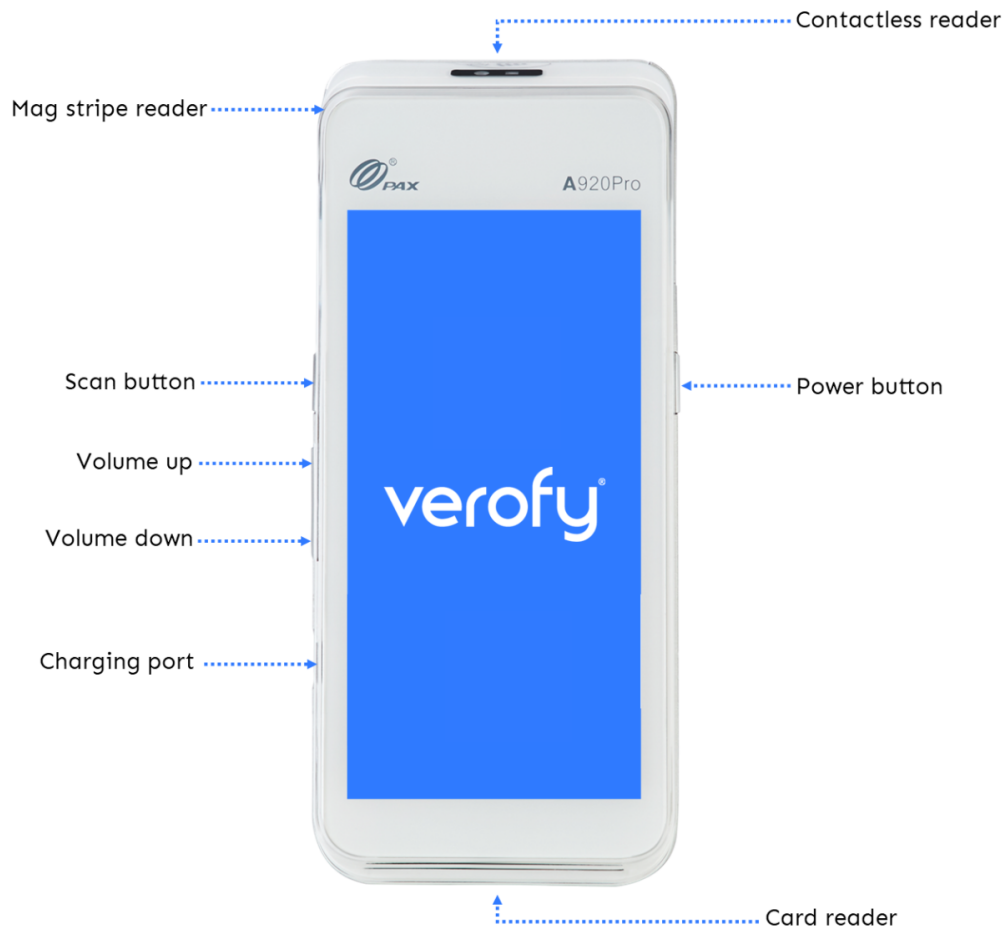 Contactless reader
Mag stripe reader
PAX®
A920Pro
Scan button
Power button
Volume up
verofy®
Volume down
Charging port
Card reader